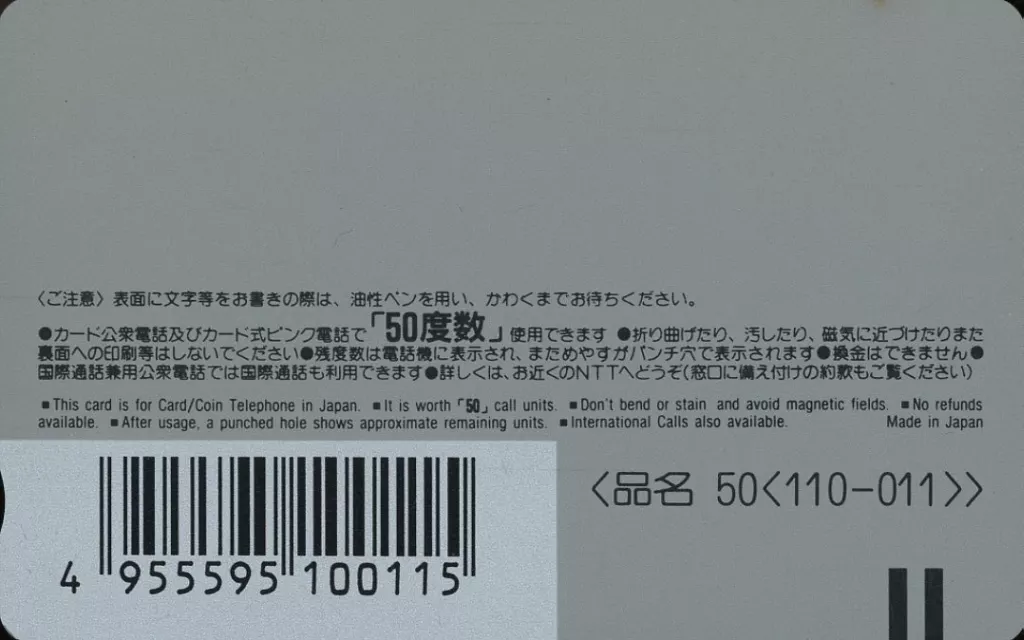 〈ご注意〉表面に文字等をお書きの際は、油性ペンを用い、かわくまでお待ちください。
●カード公衆電話及びカード式ピンク電話で「50度数」使用できます ●折り曲げたり、汚したり、磁気に近づけたりまた
裏面への印刷等はしないでください●残度数は電話機に表示され、まためやすがパンチ穴で表示されます●換金はできません●
国際通話兼用公衆電話では国際通話も利用できます●詳しくは、お近くのNTTへどうぞ(窓口に備え付けの約款もご覧ください)
■This card is for Card/Coin Telephone in Japan. ■It is worth「50」call units. ■Don't bend or stain and avoid magnetic fields. ■No refunds
available. ■After usage, a punched hole shows approximate remaining units. ■International Calls also available. Made in Japan
〈品名 50〈110-011〉〉
4 955595 100115